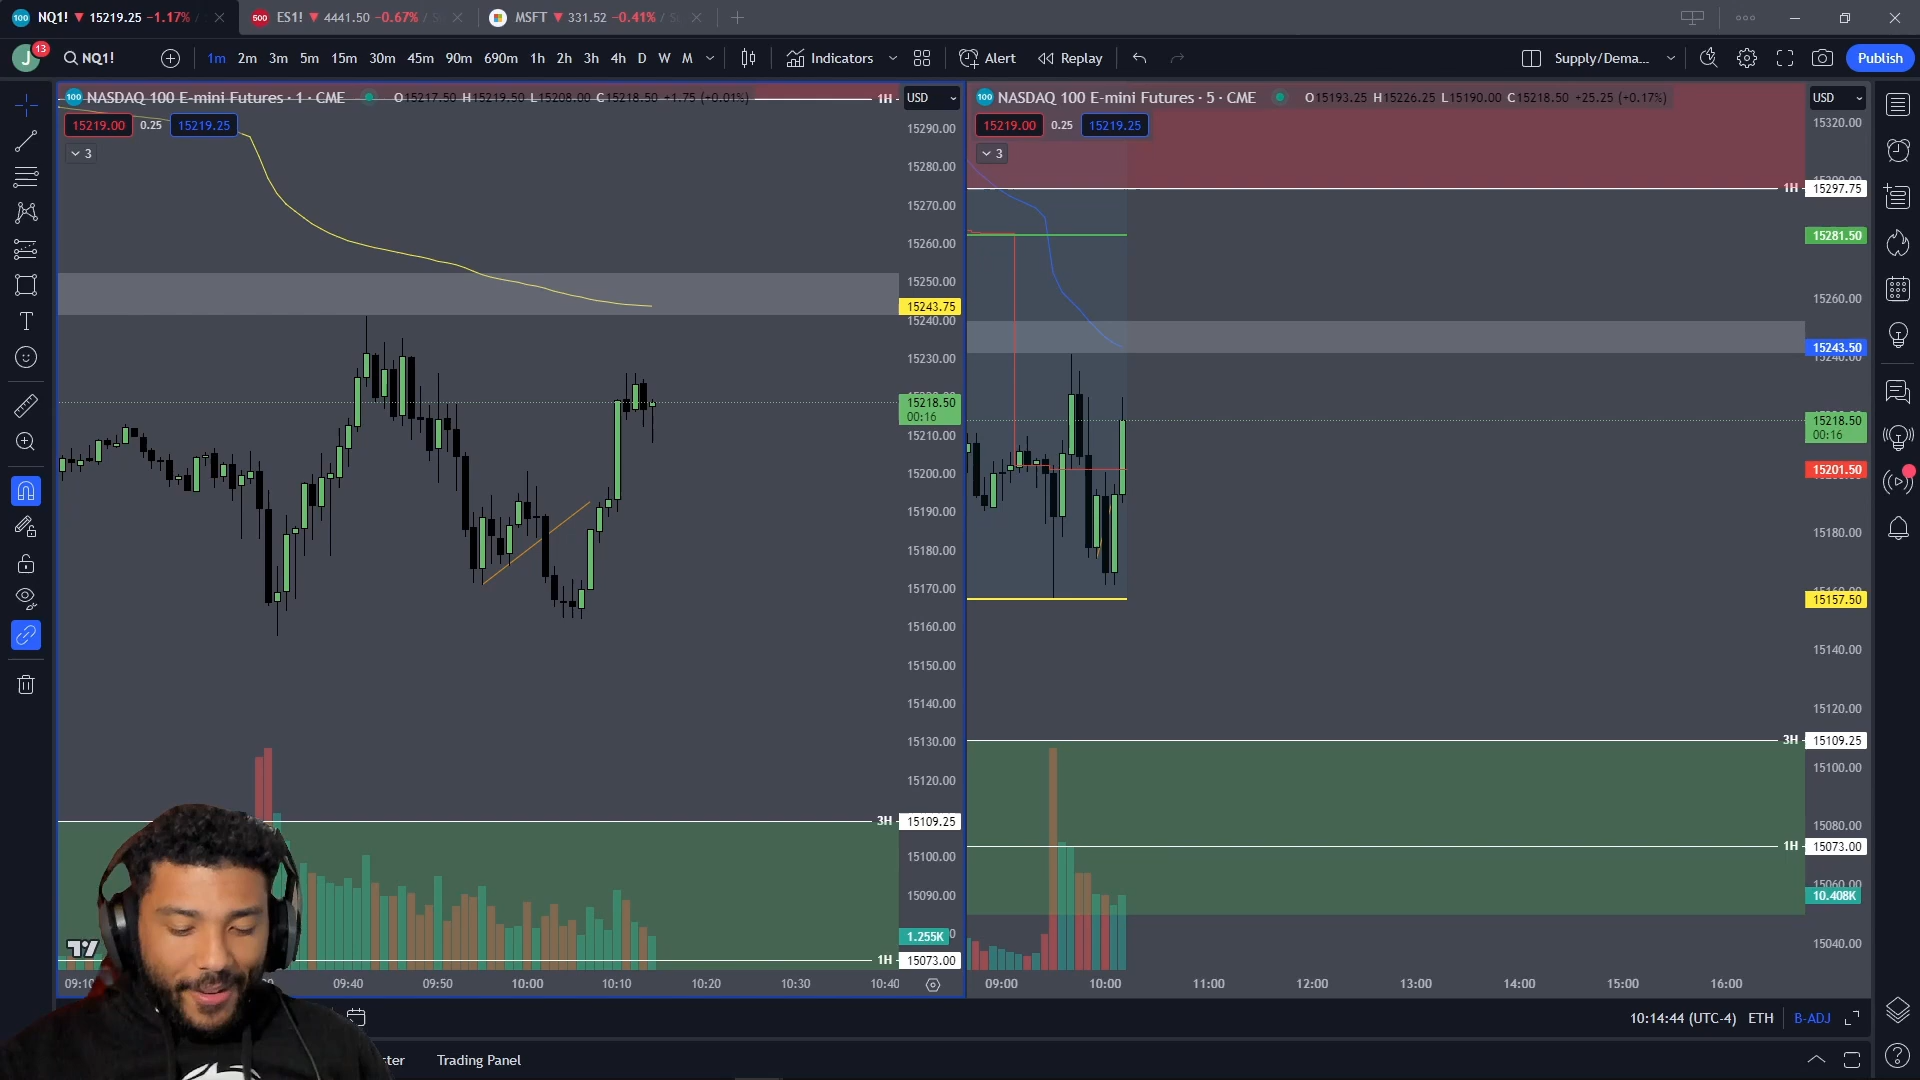 NQ1! ▼ 15219.25 −1.17% /
500 ES1! ▼ 4441.50 −0.67% / S
MSFT ▼ 331.52 −0.41% /
J 13 NQ1! 1m 2m 3m 5m 15m 30m 45m 90m 690m 1h 2h 3h 4h D W M Indicators Alert Replay Supply/Dema... Publish
100 NASDAQ 100 E-mini Futures · 1 · CME O15217.50 H15219.50 L15208.00 C15218.50 +1.75 (+0.01%) 1H USD
15219.00 0.25 15219.25
3
15290.00
15280.00
15270.00
15260.00
15250.00
15243.75
15240.00
15230.00
15218.50
00:16
15210.00
15200.00
15190.00
15180.00
15170.00
15160.00
15150.00
15140.00
15130.00
15120.00
3H 15109.25
15100.00
15090.00
1.255K
1H 15073.00
09:10 09:40 09:50 10:00 10:10 10:20 10:30 10:40
100 NASDAQ 100 E-mini Futures · 5 · CME O15193.25 H15226.25 L15190.00 C15218.50 +25.25 (+0.17%) USD
15219.00 0.25 15219.25
3
15320.00
1H 15297.75
15281.50
15260.00
15243.50
15240.00
15218.50
00:16
15201.50
15180.00
15157.50
15140.00
15120.00
3H 15109.25
15100.00
15080.00
1H 15073.00
15060.00
10.408K
15040.00
09:00 10:00 11:00 12:00 13:00 14:00 15:00 16:00
10:14:44 (UTC-4) ETH B-ADJ
ster Trading Panel